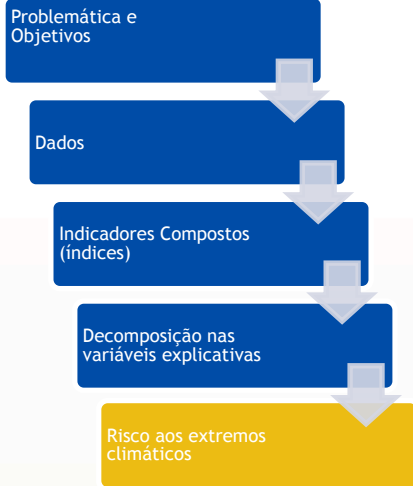 Problemática e
Objetivos
Dados
Indicadores Compostos
(índices)
Decomposição nas
variáveis explicativas
Risco aos extremos
climáticos